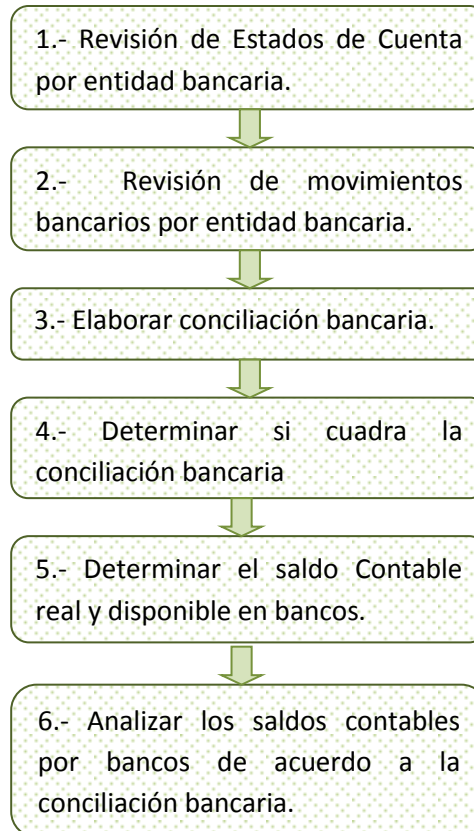 1.- Revisión de Estados de Cuenta
por entidad bancaria.
2.- Revisión de movimientos
bancarios por entidad bancaria.
3.- Elaborar conciliación bancaria.
4.- Determinar si cuadra la
conciliación bancaria
5.- Determinar el saldo Contable
real y disponible en bancos.
6.- Analizar los saldos contables
por bancos de acuerdo a la
conciliación bancaria.